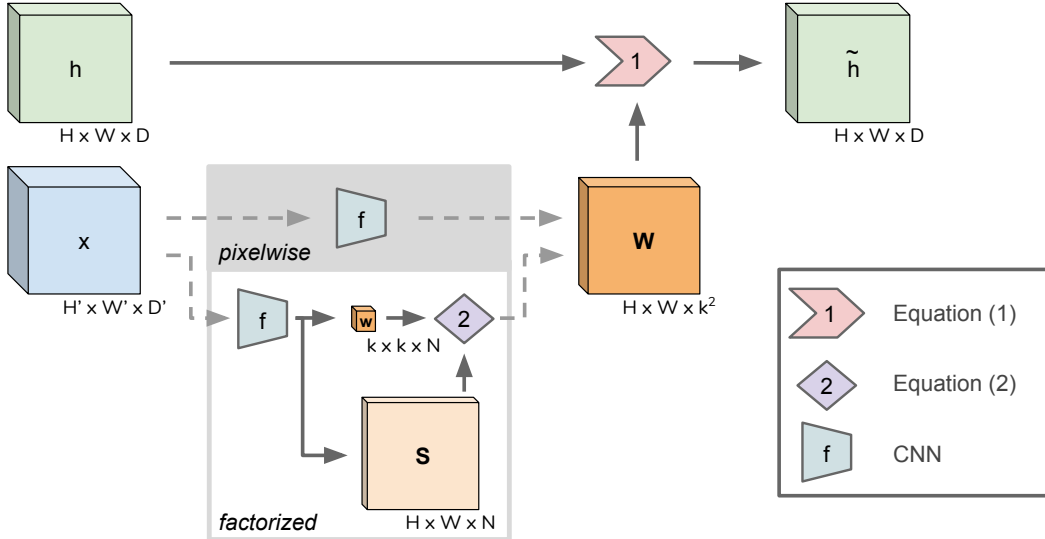 h
H x W x D
1
h̃
H x W x D
x
H' x W' x D'
f
pixelwise
W
H x W x k²
f
w
k x k x N
2
S
H x W x N
factorized
1 Equation (1)
2 Equation (2)
f CNN